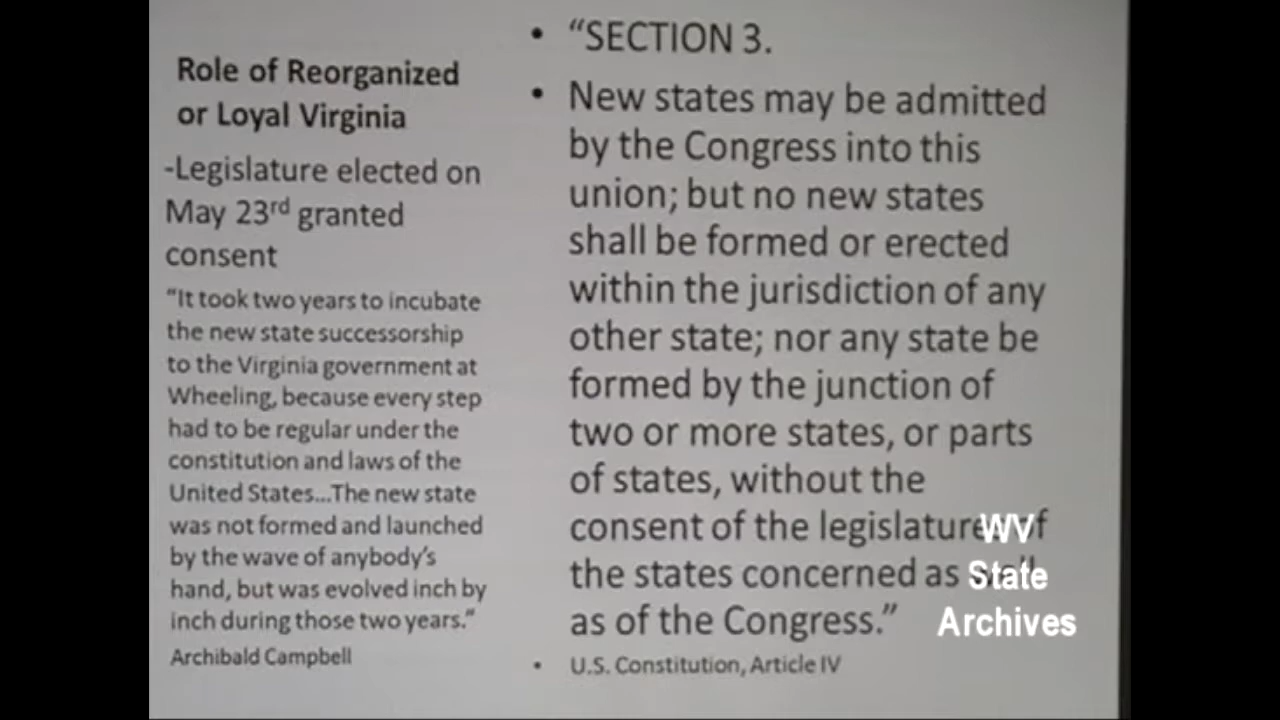 Role of Reorganized
or Loyal Virginia
-Legislature elected on
May 23rd granted
consent
“It took two years to incubate
the new state successorship
to the Virginia government at
Wheeling, because every step
had to be regular under the
constitution and laws of the
United States...The new state
was not formed and launched
by the wave of anybody’s
hand, but was evolved inch by
inch during those two years.”
Archibald Campbell
• “SECTION 3.
• New states may be admitted
by the Congress into this
union; but no new states
shall be formed or erected
within the jurisdiction of any
other state; nor any state be
formed by the junction of
two or more states, or parts
of states, without the
consent of the legislature
the states concerned as
as of the Congress.”
• U.S. Constitution, Article IV
WV
State
Archives